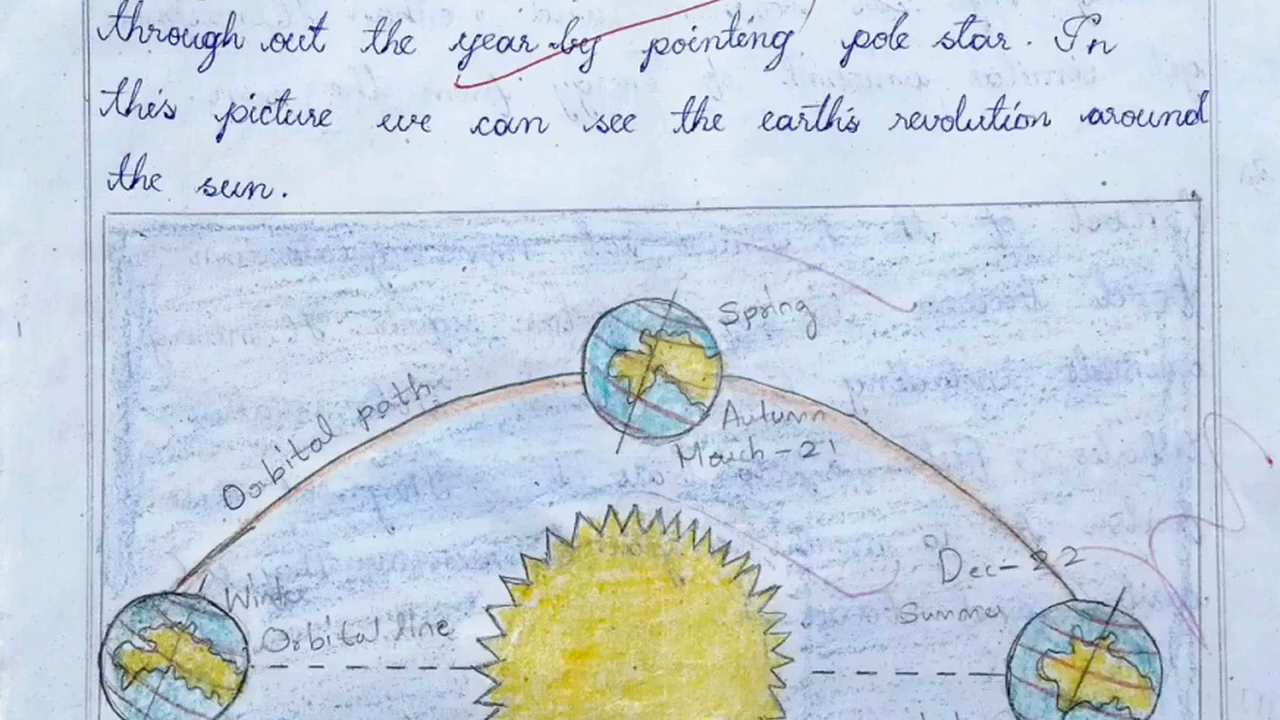 through out the year by pointing pole star. In
this picture we can see the earth's revolution around
the sun.
Spring
Orbital path
Autumn
March-21
Dec-22
Winter
Summer
Orbital line